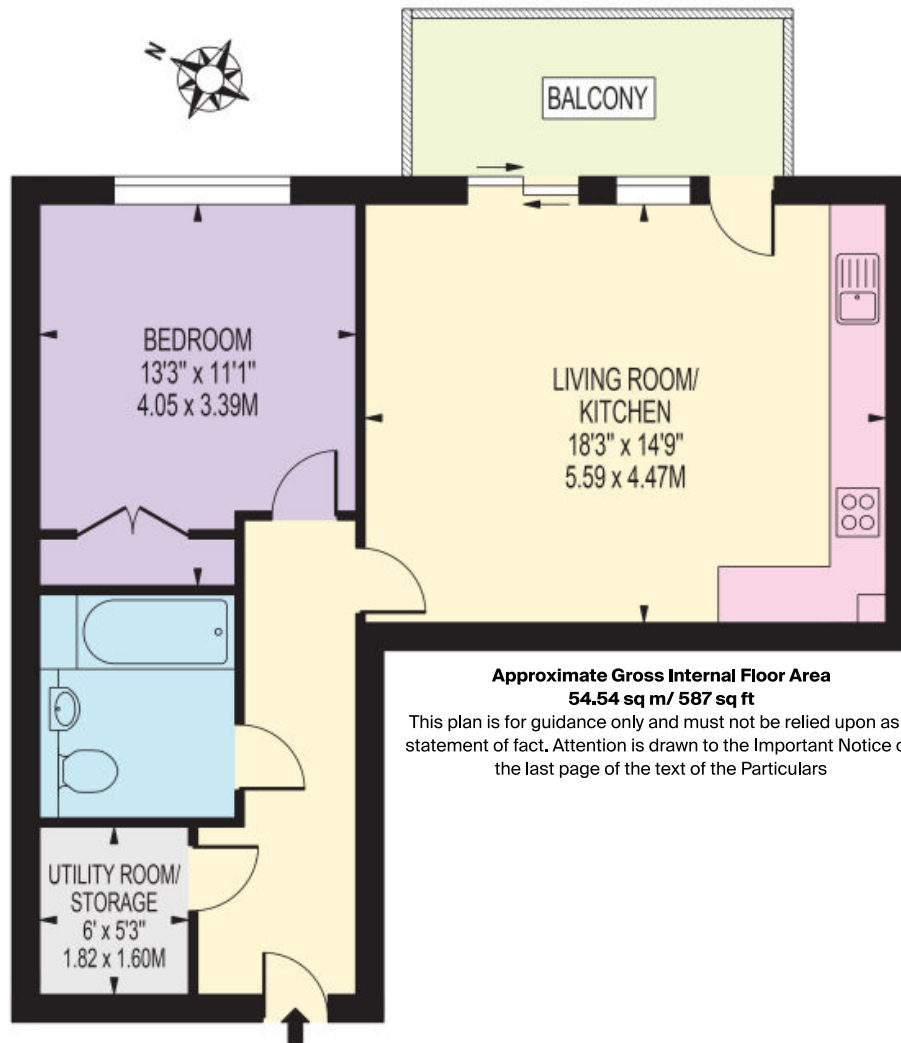 N
BALCONY
BEDROOM
13'3" x 11'1"
4.05 x 3.39M
LIVING ROOM/
KITCHEN
18'3" x 14'9"
5.59 x 4.47M
Approximate Gross Internal Floor Area
54.54 sq m/ 587 sq ft
This plan is for guidance only and must not be relied upon as
statement of fact. Attention is drawn to the Important Notice
the last page of the text of the Particulars
UTILITY ROOM/
STORAGE
6' x 5'3"
1.82 x 1.60M